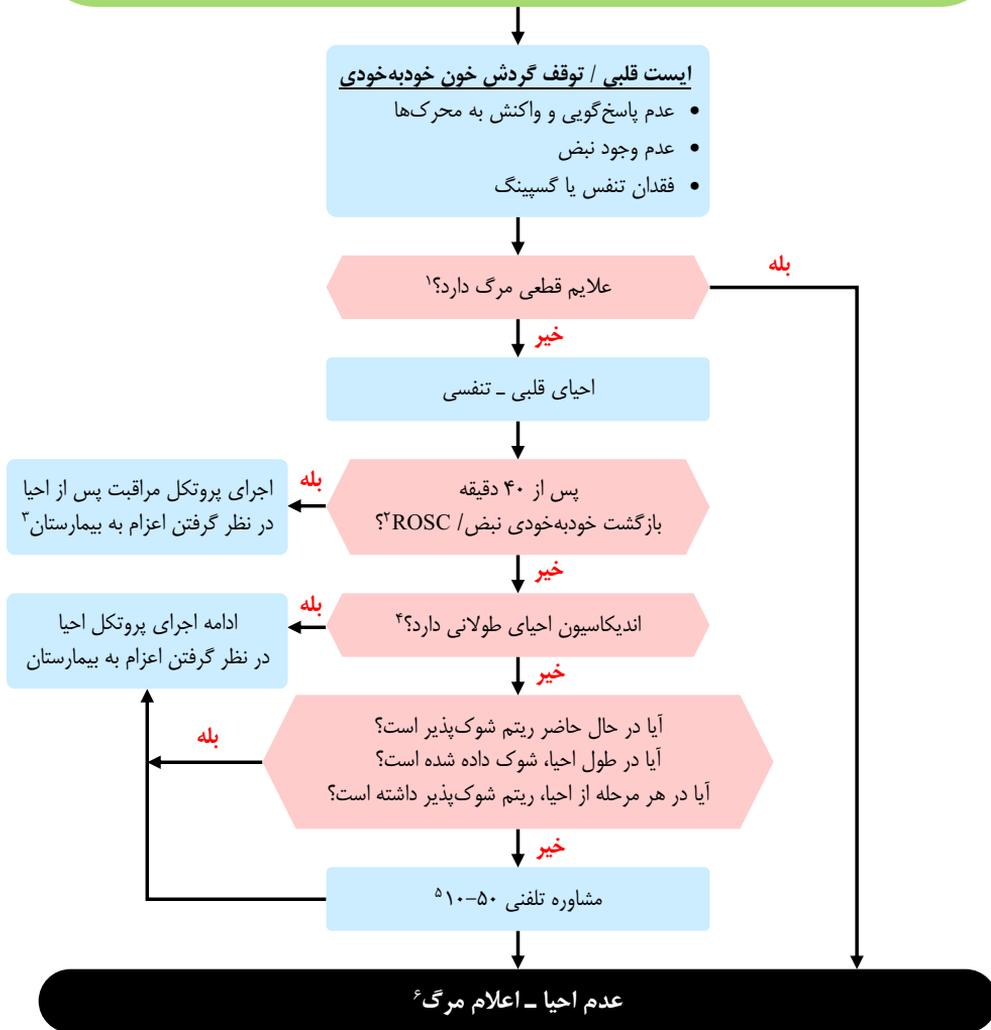 ایست قلبی / توقف گردش خون خودبه‌خودی
• عدم پاسخ‌گویی و واکنش به محرک‌ها
• عدم وجود نبض
• فقدان تنفس یا گسپینگ
علایم قطعی مرگ دارد؟۱
بله
خیر
احیای قلبی ـ تنفسی
پس از ۴۰ دقیقه
بازگشت خودبه‌خودی نبض/ ROSC۲؟
بله
اجرای پروتکل مراقبت پس از احیا
در نظر گرفتن اعزام به بیمارستان۳
خیر
اندیکاسیون احیای طولانی دارد؟۴
بله
ادامه اجرای پروتکل احیا
در نظر گرفتن اعزام به بیمارستان
خیر
آیا در حال حاضر ریتم شوک‌پذیر است؟
آیا در طول احیا، شوک داده شده است؟
آیا در هر مرحله از احیا، ریتم شوک‌پذیر داشته است؟
بله
خیر
مشاوره تلفنی ۵۰–۱۰۵
عدم احیا ـ اعلام مرگ۶